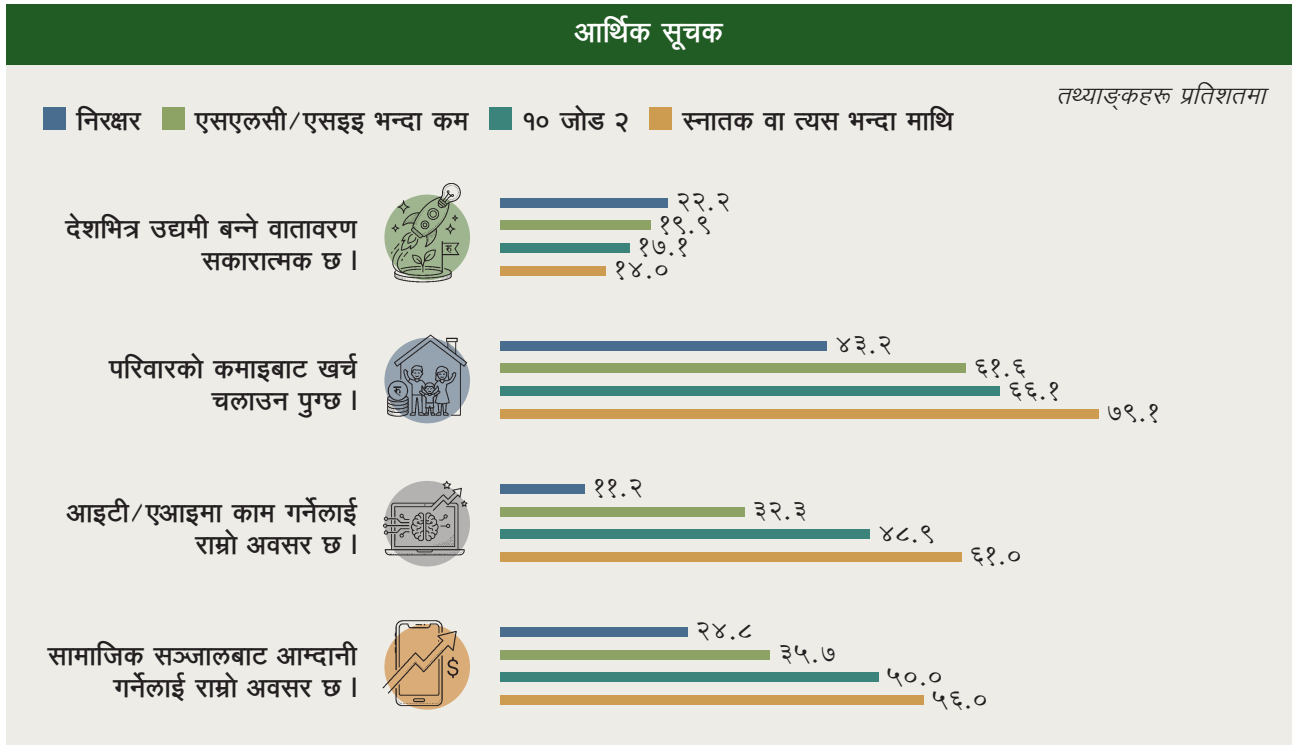 आर्थिक सूचक
तथ्याङ्कहरू प्रतिशतमा
निरक्षर एसएलसी/एसइइ भन्दा कम १० जोड २ स्नातक वा त्यस भन्दा माथि
देशभित्र उद्यमी बन्ने वातावरण
सकारात्मक छ ।
रु
२२.२
१९.९
१७.१
१४.०
परिवारको कमाइबाट खर्च
चलाउन पुग्छ ।
रु
४३.२
६१.६
६६.१
७९.१
आइटी/एआइमा काम गर्नेलाई
राम्रो अवसर छ ।
११.२
३२.३
४८.९
६१.०
सामाजिक सञ्जालबाट आम्दानी
गर्नेलाई राम्रो अवसर छ ।
$
२४.८
३५.७
५०.०
५६.०